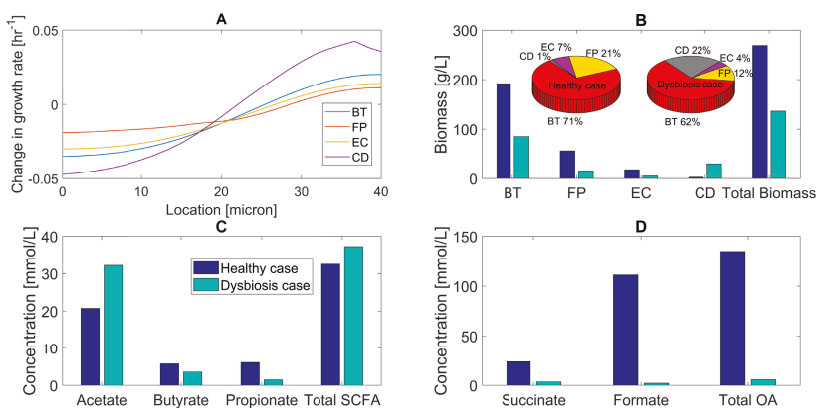 A
Change in growth rate [hr-1]
0.05
0
-0.05
BT
FP
EC
CD
0
10
20
30
40
Location [micron]
B
Biomass [g/L]
300
200
100
0
EC 7%
CD 1%
FP 21%
Healthy case
BT 71%
CD 22%
EC 4%
FP 12%
Dysbiosis case
BT 62%
BT
FP
EC
CD
Total Biomass
C
Concentration [mmol/L]
40
30
20
10
0
Healthy case
Dysbiosis case
Acetate
Butyrate
Propionate
Total SCFA
D
Concentration [mmol/L]
150
100
50
0
Succinate
Formate
Total OA